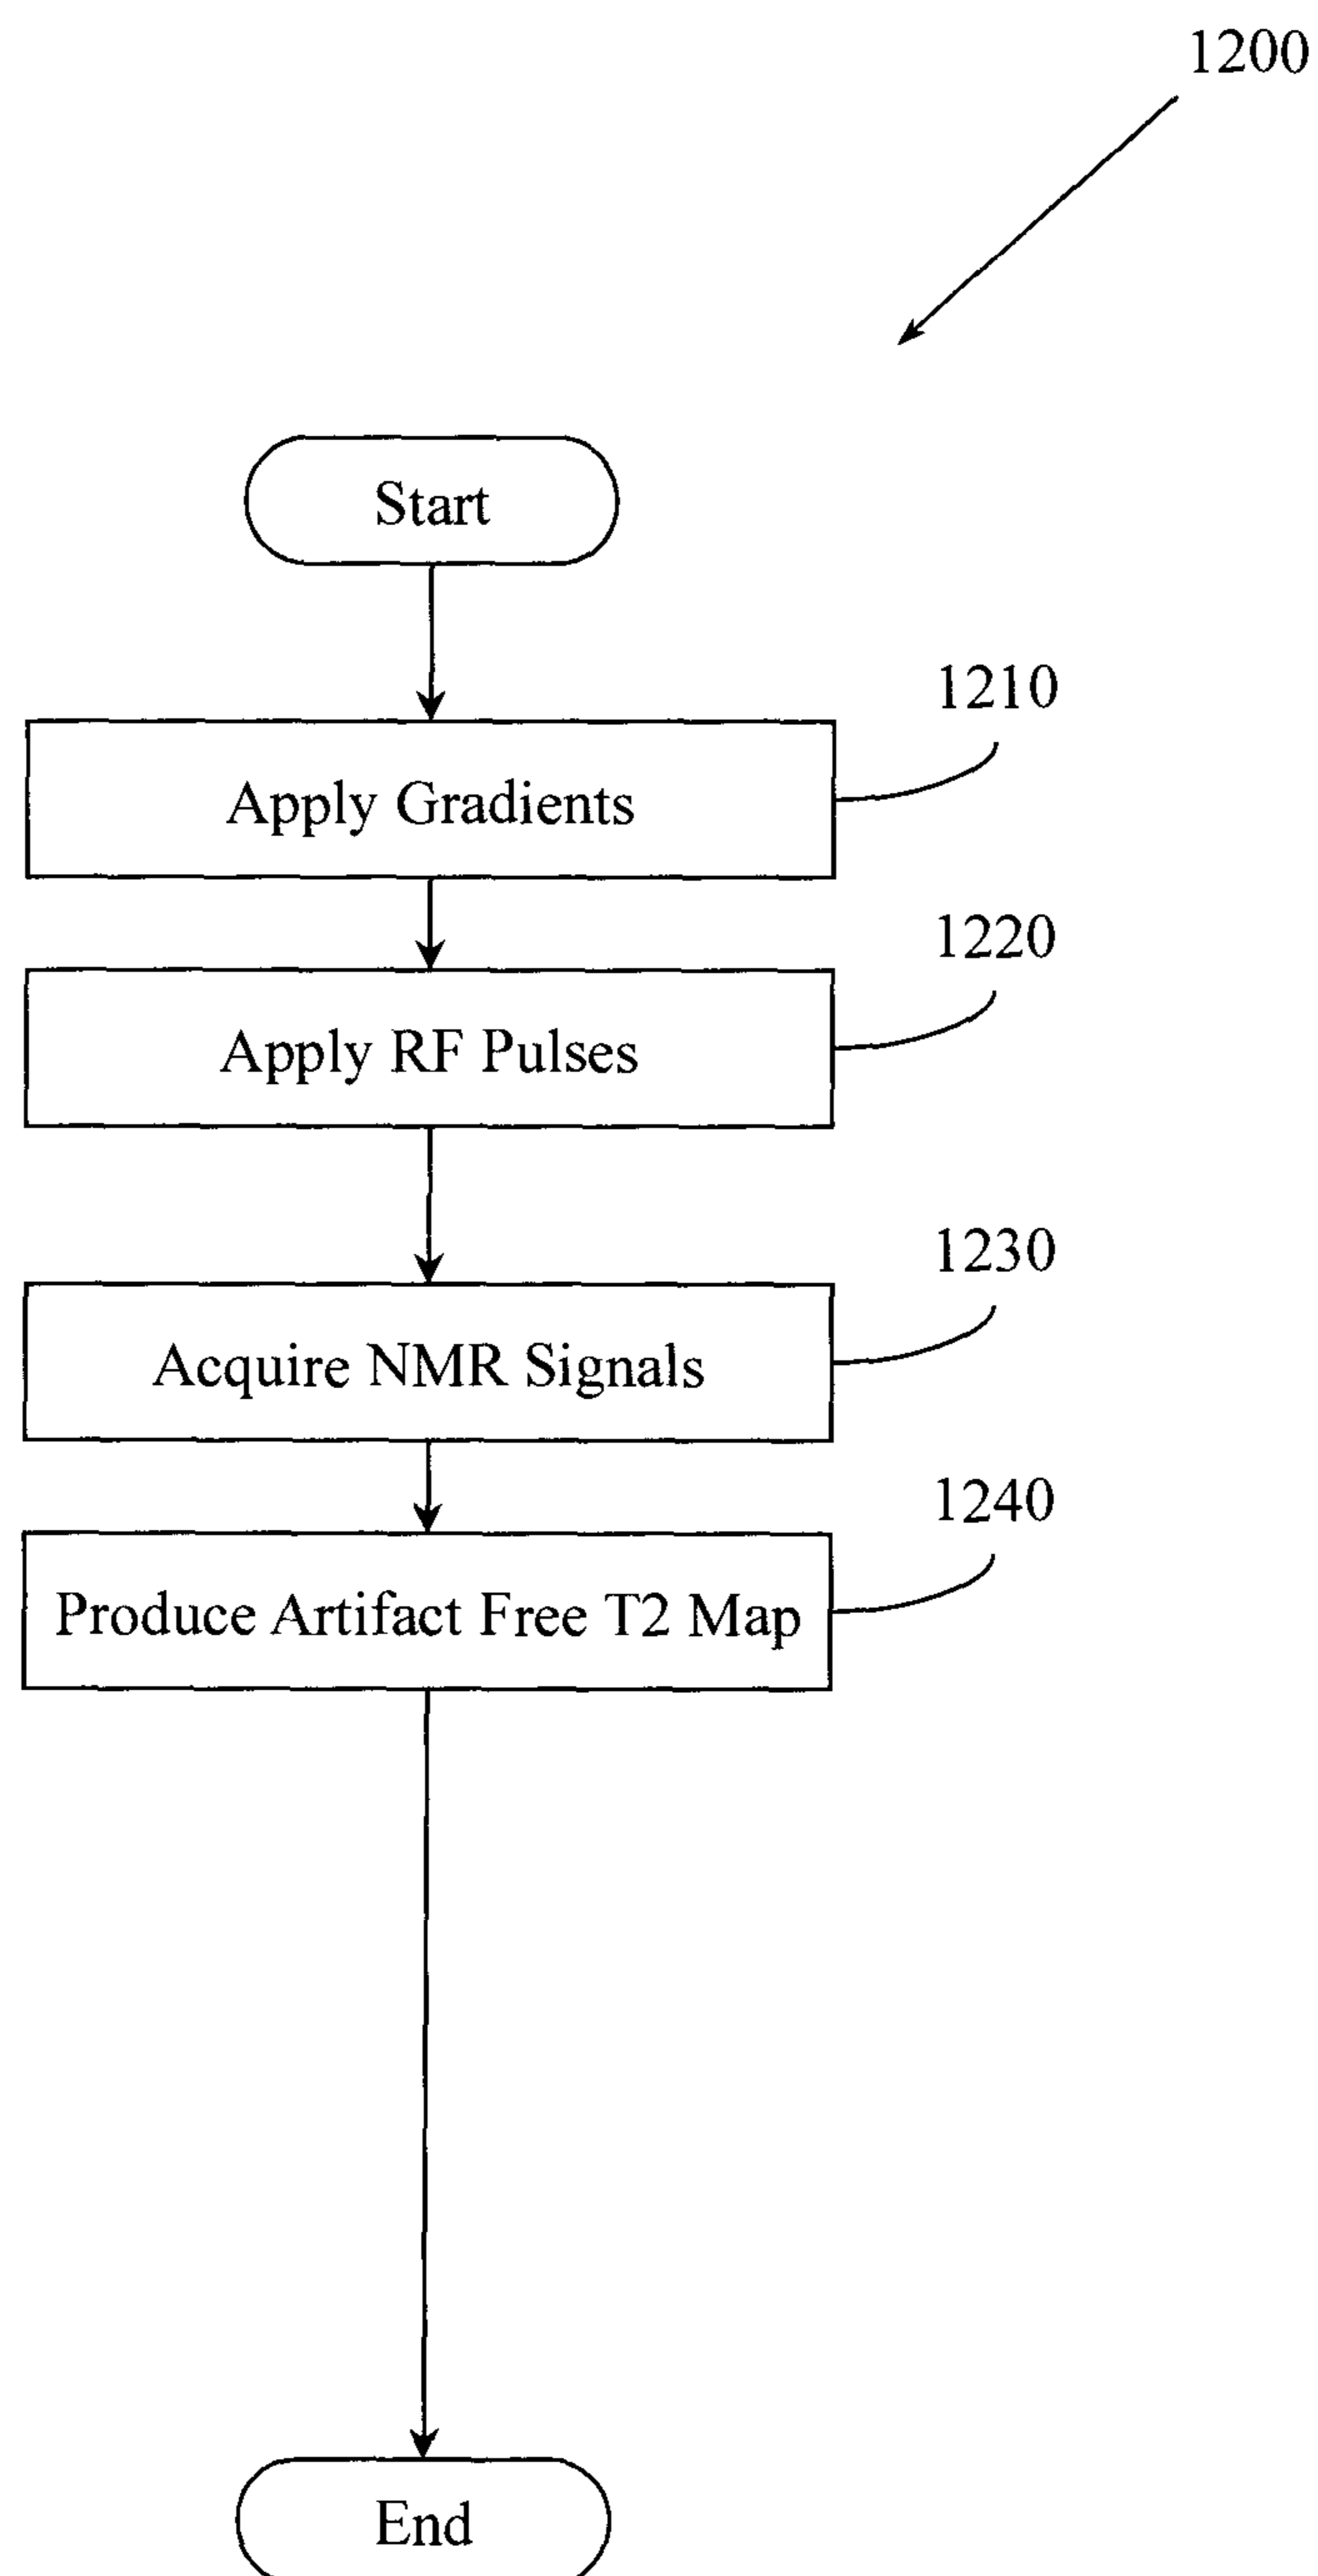 1200
Start
1210
Apply Gradients
1220
Apply RF Pulses
1230
Acquire NMR Signals
1240
Produce Artifact Free T2 Map
End